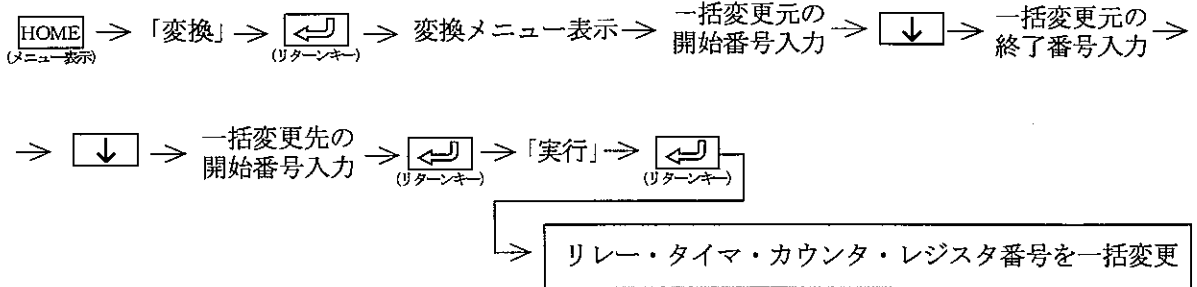 HOME → 「変換」 → → 変換メニュー表示 → 一括変更元の開始番号入力 → ↓ → 一括変更元の終了番号入力 →
(メニュー表示) (リターンキー)
→ ↓ → 一括変更先の開始番号入力 → → 「実行」 →
(リターンキー) (リターンキー)
→ リレー・タイマ・カウンタ・レジスタ番号を一括変更